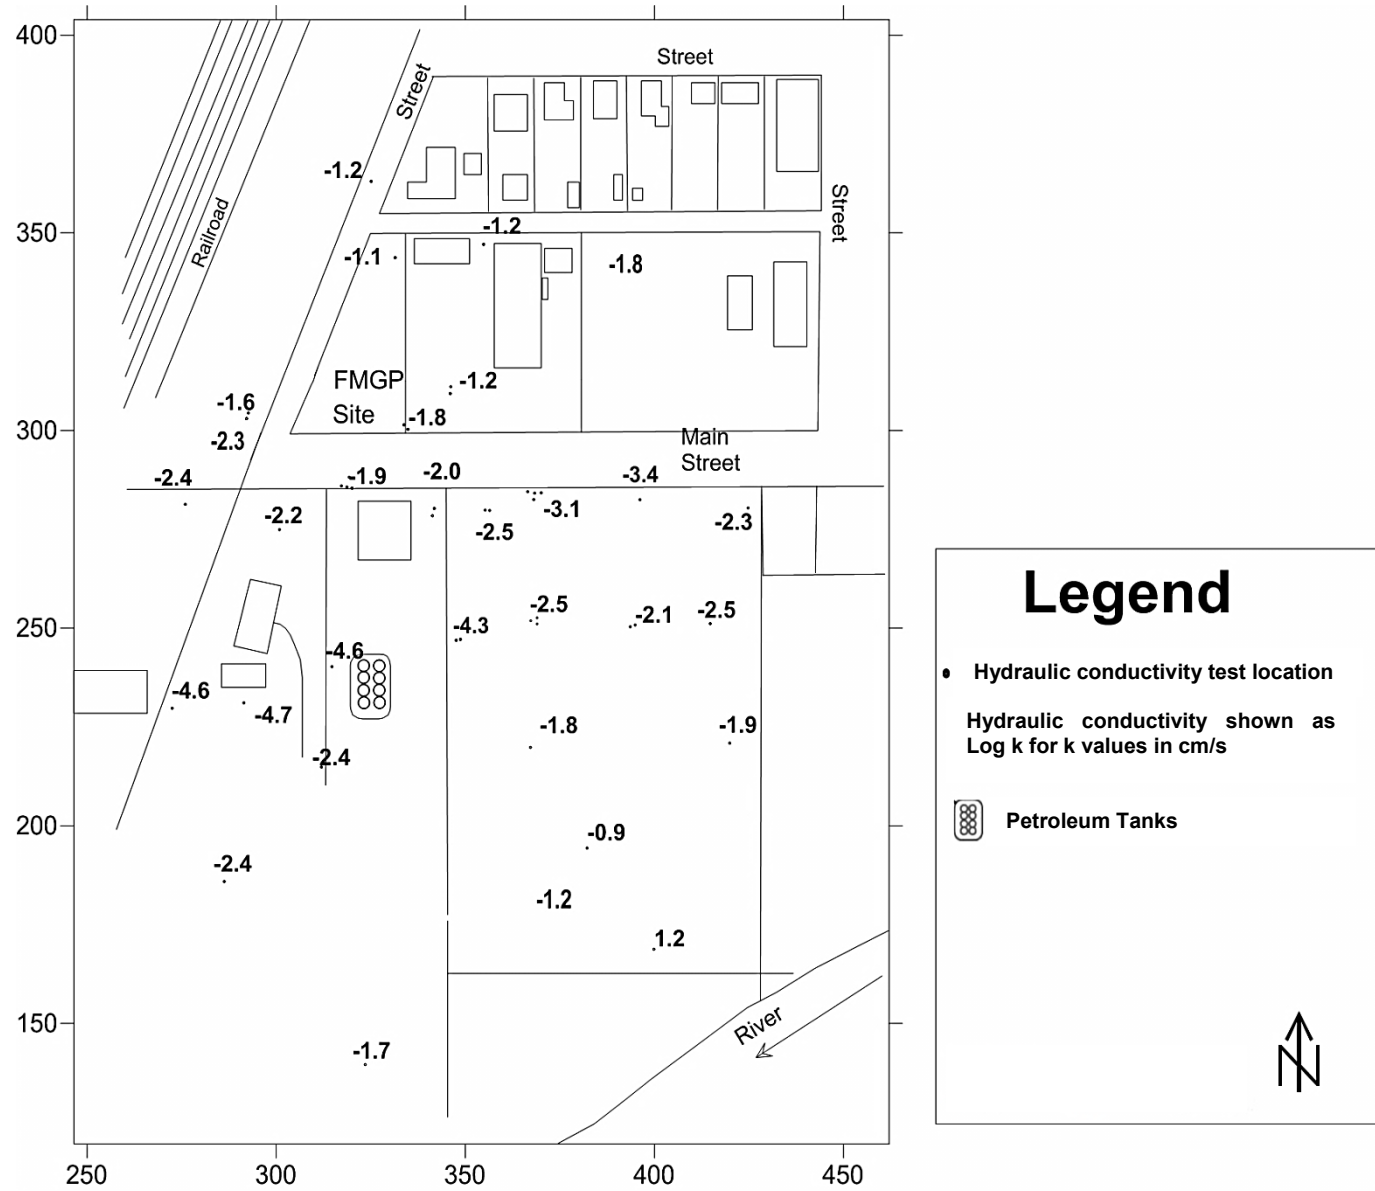 400
Street
Street
-1.2
Street
350
-1.2
Railroad
-1.1
-1.8
FMGP
Site
-1.2
-1.6
-1.8
300
-2.3
Main
Street
-2.4
-1.9
-2.0
-3.4
-2.2
-3.1
-2.3
-2.5
250
-2.5
-2.1
-2.5
-4.3
-4.6
-4.6
-4.7
-1.8
-1.9
-2.4
200
-0.9
-2.4
-1.2
1.2
150
River
-1.7
250
300
350
400
450
Legend
Hydraulic conductivity test location
Hydraulic conductivity shown as
Log k for k values in cm/s
Petroleum Tanks
N